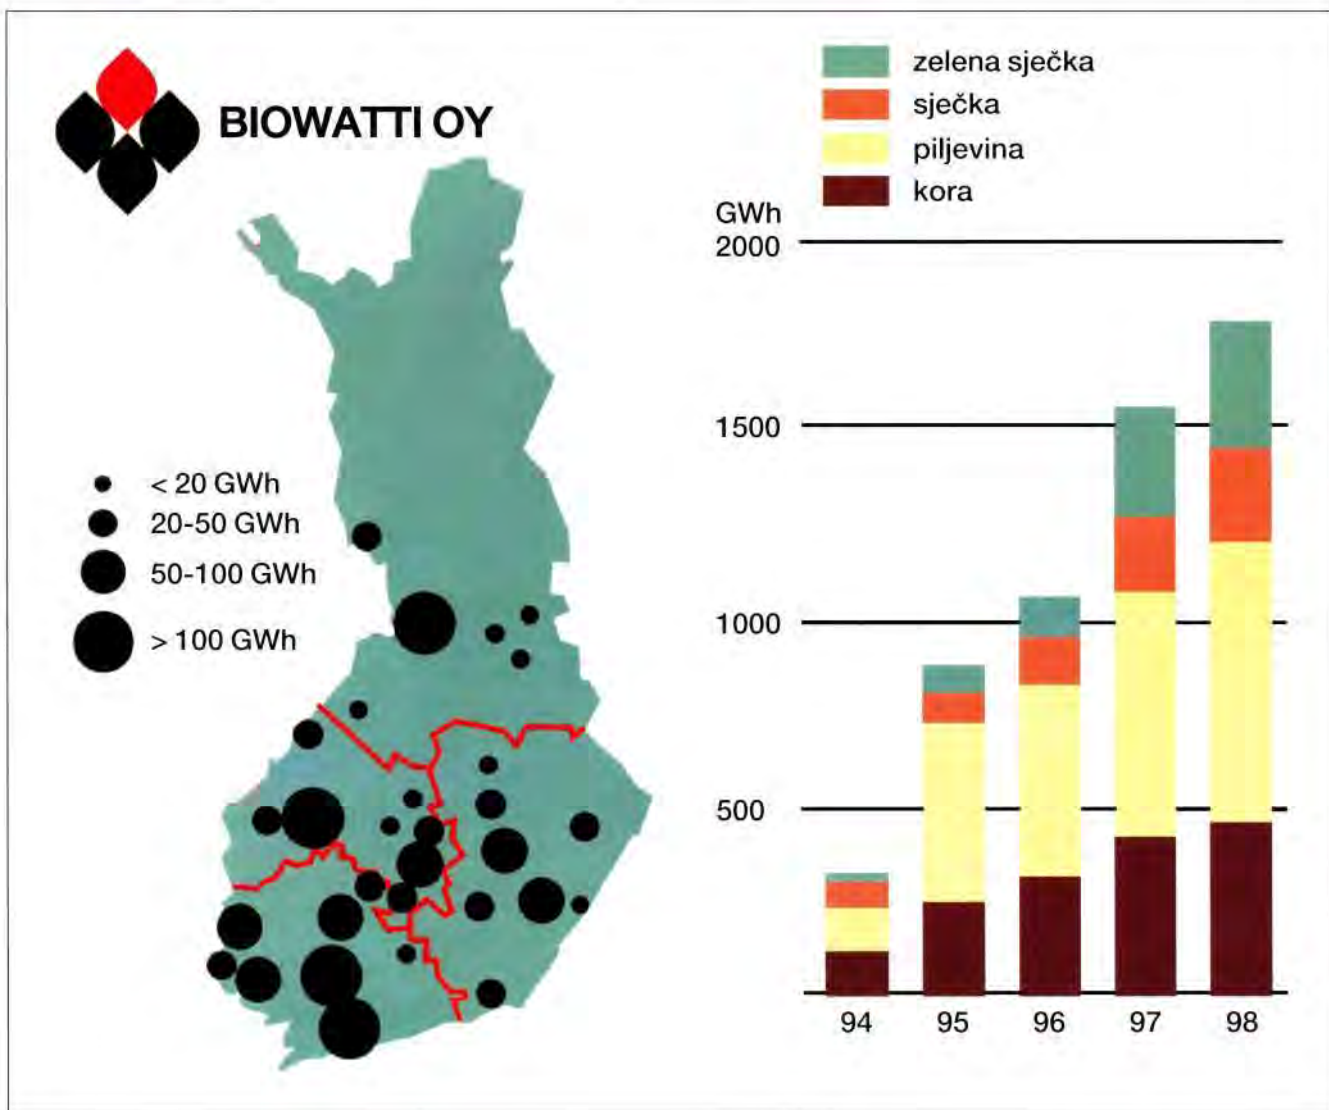 BIOWATTI OY
zelena sječka
sječka
piljevina
kora
GWh
2000
1500
1000
500
94 95 96 97 98
< 20 GWh
20-50 GWh
50-100 GWh
> 100 GWh